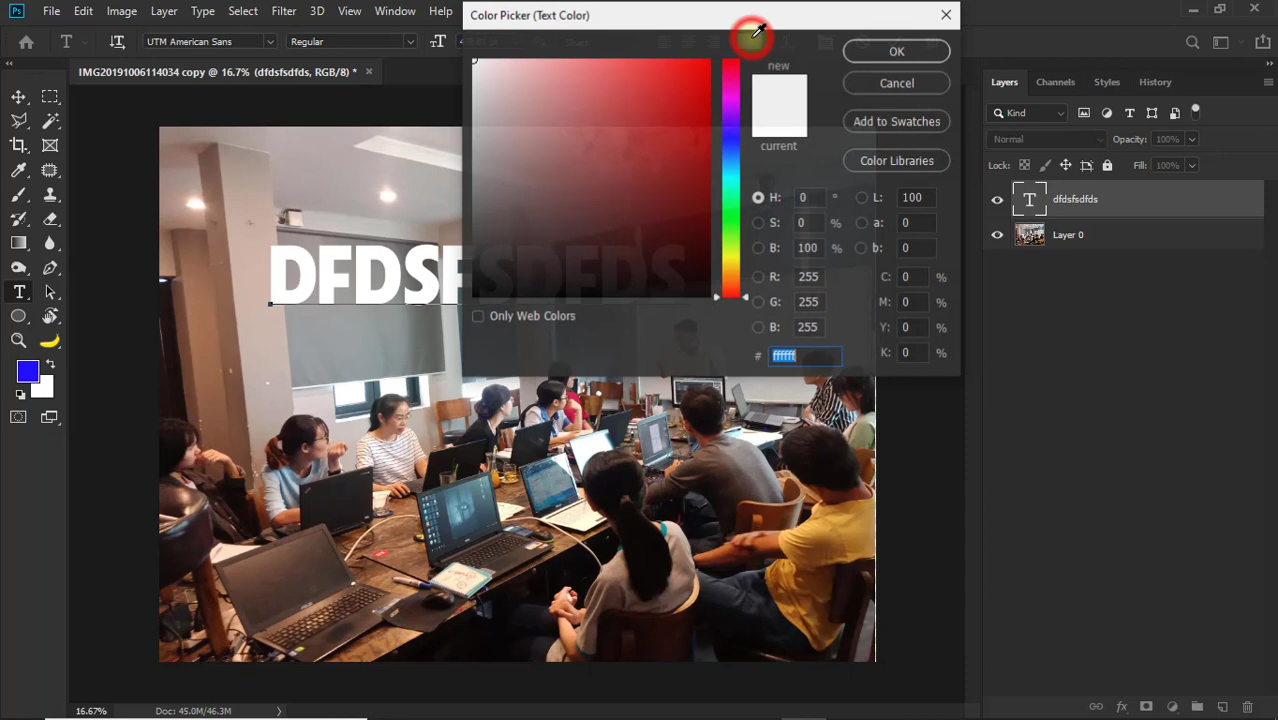 Ps File Edit Image Layer Type Select Filter 3D View Window Help
Color Picker (Text Color)
T UTM American Sans Regular
IMG20191006114034 copy @ 16.7% (dfdsfsdfds, RGB/8) *
Layers Channels Styles History
Kind
Normal Opacity: 100%
Lock: Fill: 100%
T dfdsfsdfds
Layer 0
new
current
OK
Cancel
Add to Swatches
Color Libraries
H: 0 ° L: 100
S: 0 % a: 0
B: 100 % b: 0
R: 255 C: 0 %
G: 255 M: 0 %
B: 255 Y: 0 %
# ffffff K: 0 %
Only Web Colors
DFDSFSDFDS
16.67% Doc: 45.0M/46.3M
fx